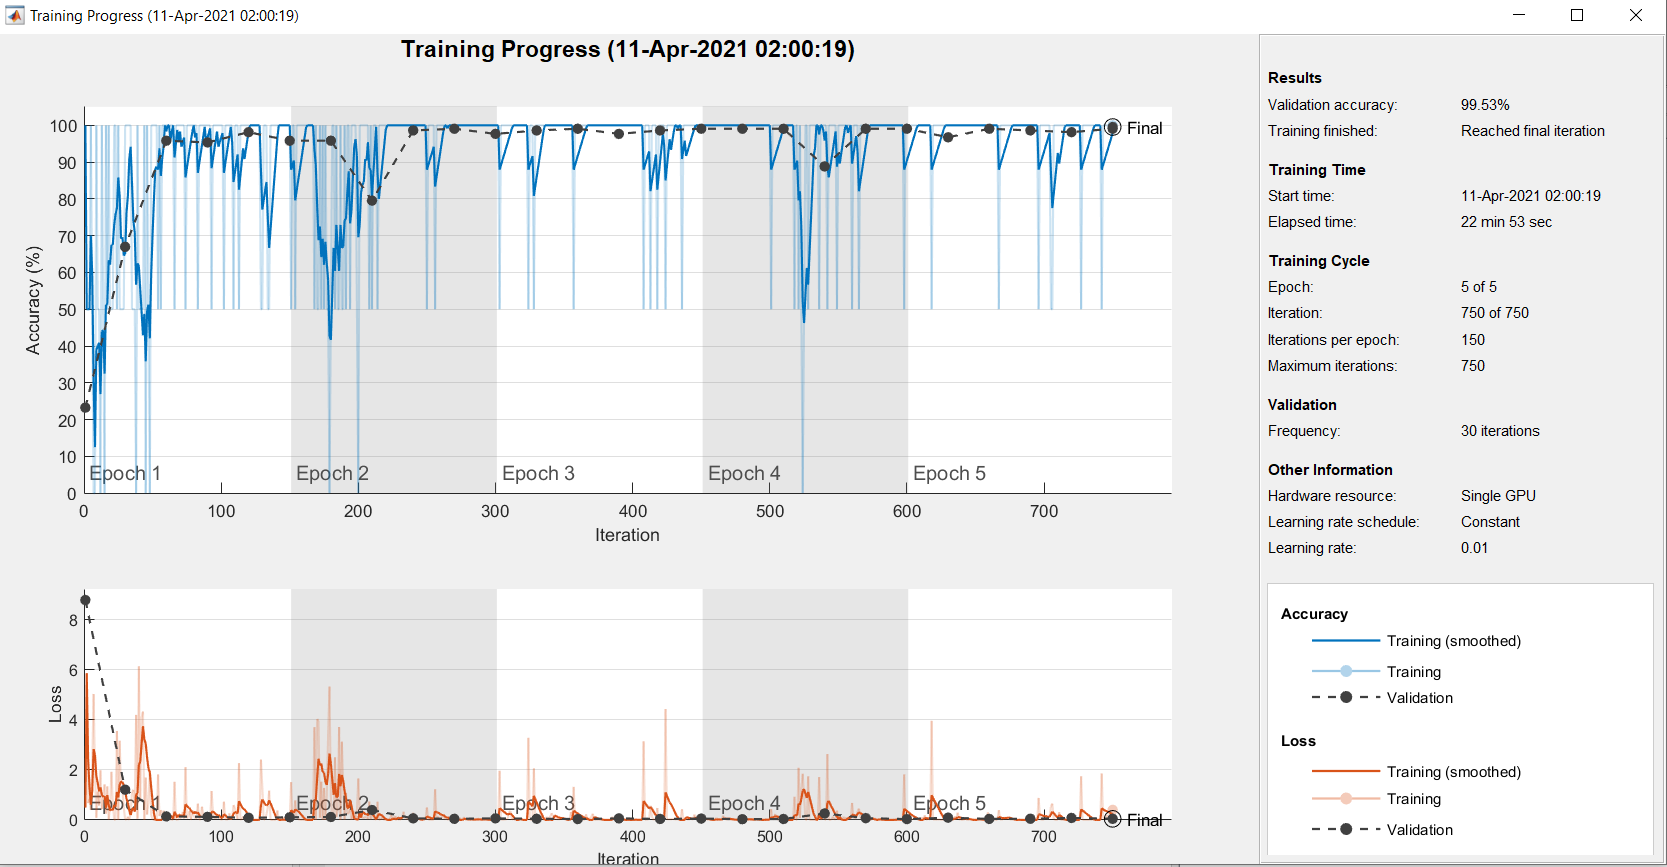 Training Progress (11-Apr-2021 02:00:19)
Training Progress (11-Apr-2021 02:00:19)
100
90
80
70
60
50
40
30
20
10
0
Accuracy (%)
Final
Epoch 1
Epoch 2
Epoch 3
Epoch 4
Epoch 5
0
100
200
300
400
500
600
700
Iteration
8
6
4
2
0
Loss
Epoch 1
Epoch 2
Epoch 3
Epoch 4
Epoch 5
Final
0
100
200
300
400
500
600
700
Iteration
Results
Validation accuracy: 99.53%
Training finished: Reached final iteration
Training Time
Start time: 11-Apr-2021 02:00:19
Elapsed time: 22 min 53 sec
Training Cycle
Epoch: 5 of 5
Iteration: 750 of 750
Iterations per epoch: 150
Maximum iterations: 750
Validation
Frequency: 30 iterations
Other Information
Hardware resource: Single GPU
Learning rate schedule: Constant
Learning rate: 0.01
Accuracy
Training (smoothed)
Training
Validation
Loss
Training (smoothed)
Training
Validation